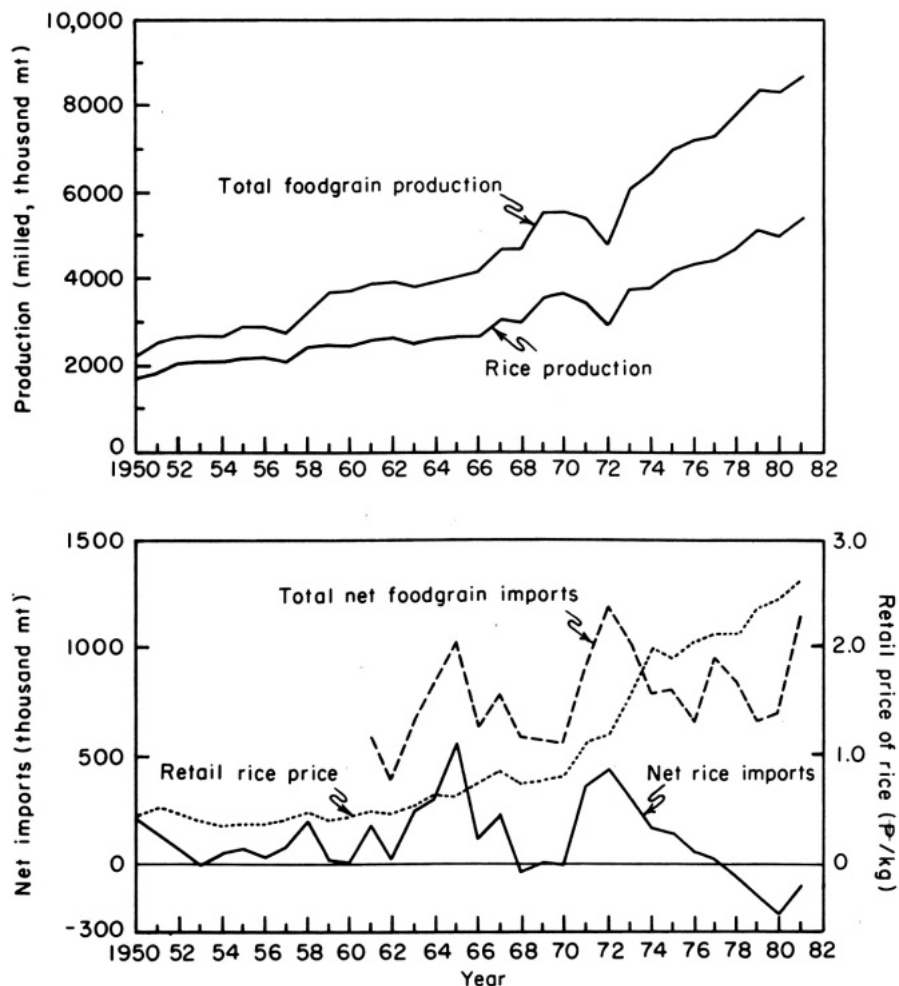 10,000
8000
6000
4000
2000
0
Production (milled, thousand mt)
Total foodgrain production
Rice production
1950 52 54 56 58 60 62 64 66 68 70 72 74 76 78 80 82
1500
1000
500
0
-300
Net imports (thousand mt)
3.0
2.0
1.0
0
Retail price of rice (₱/kg)
Total net foodgrain imports
Retail rice price
Net rice imports
1950 52 54 56 58 60 62 64 66 68 70 72 74 76 78 80 82
Year